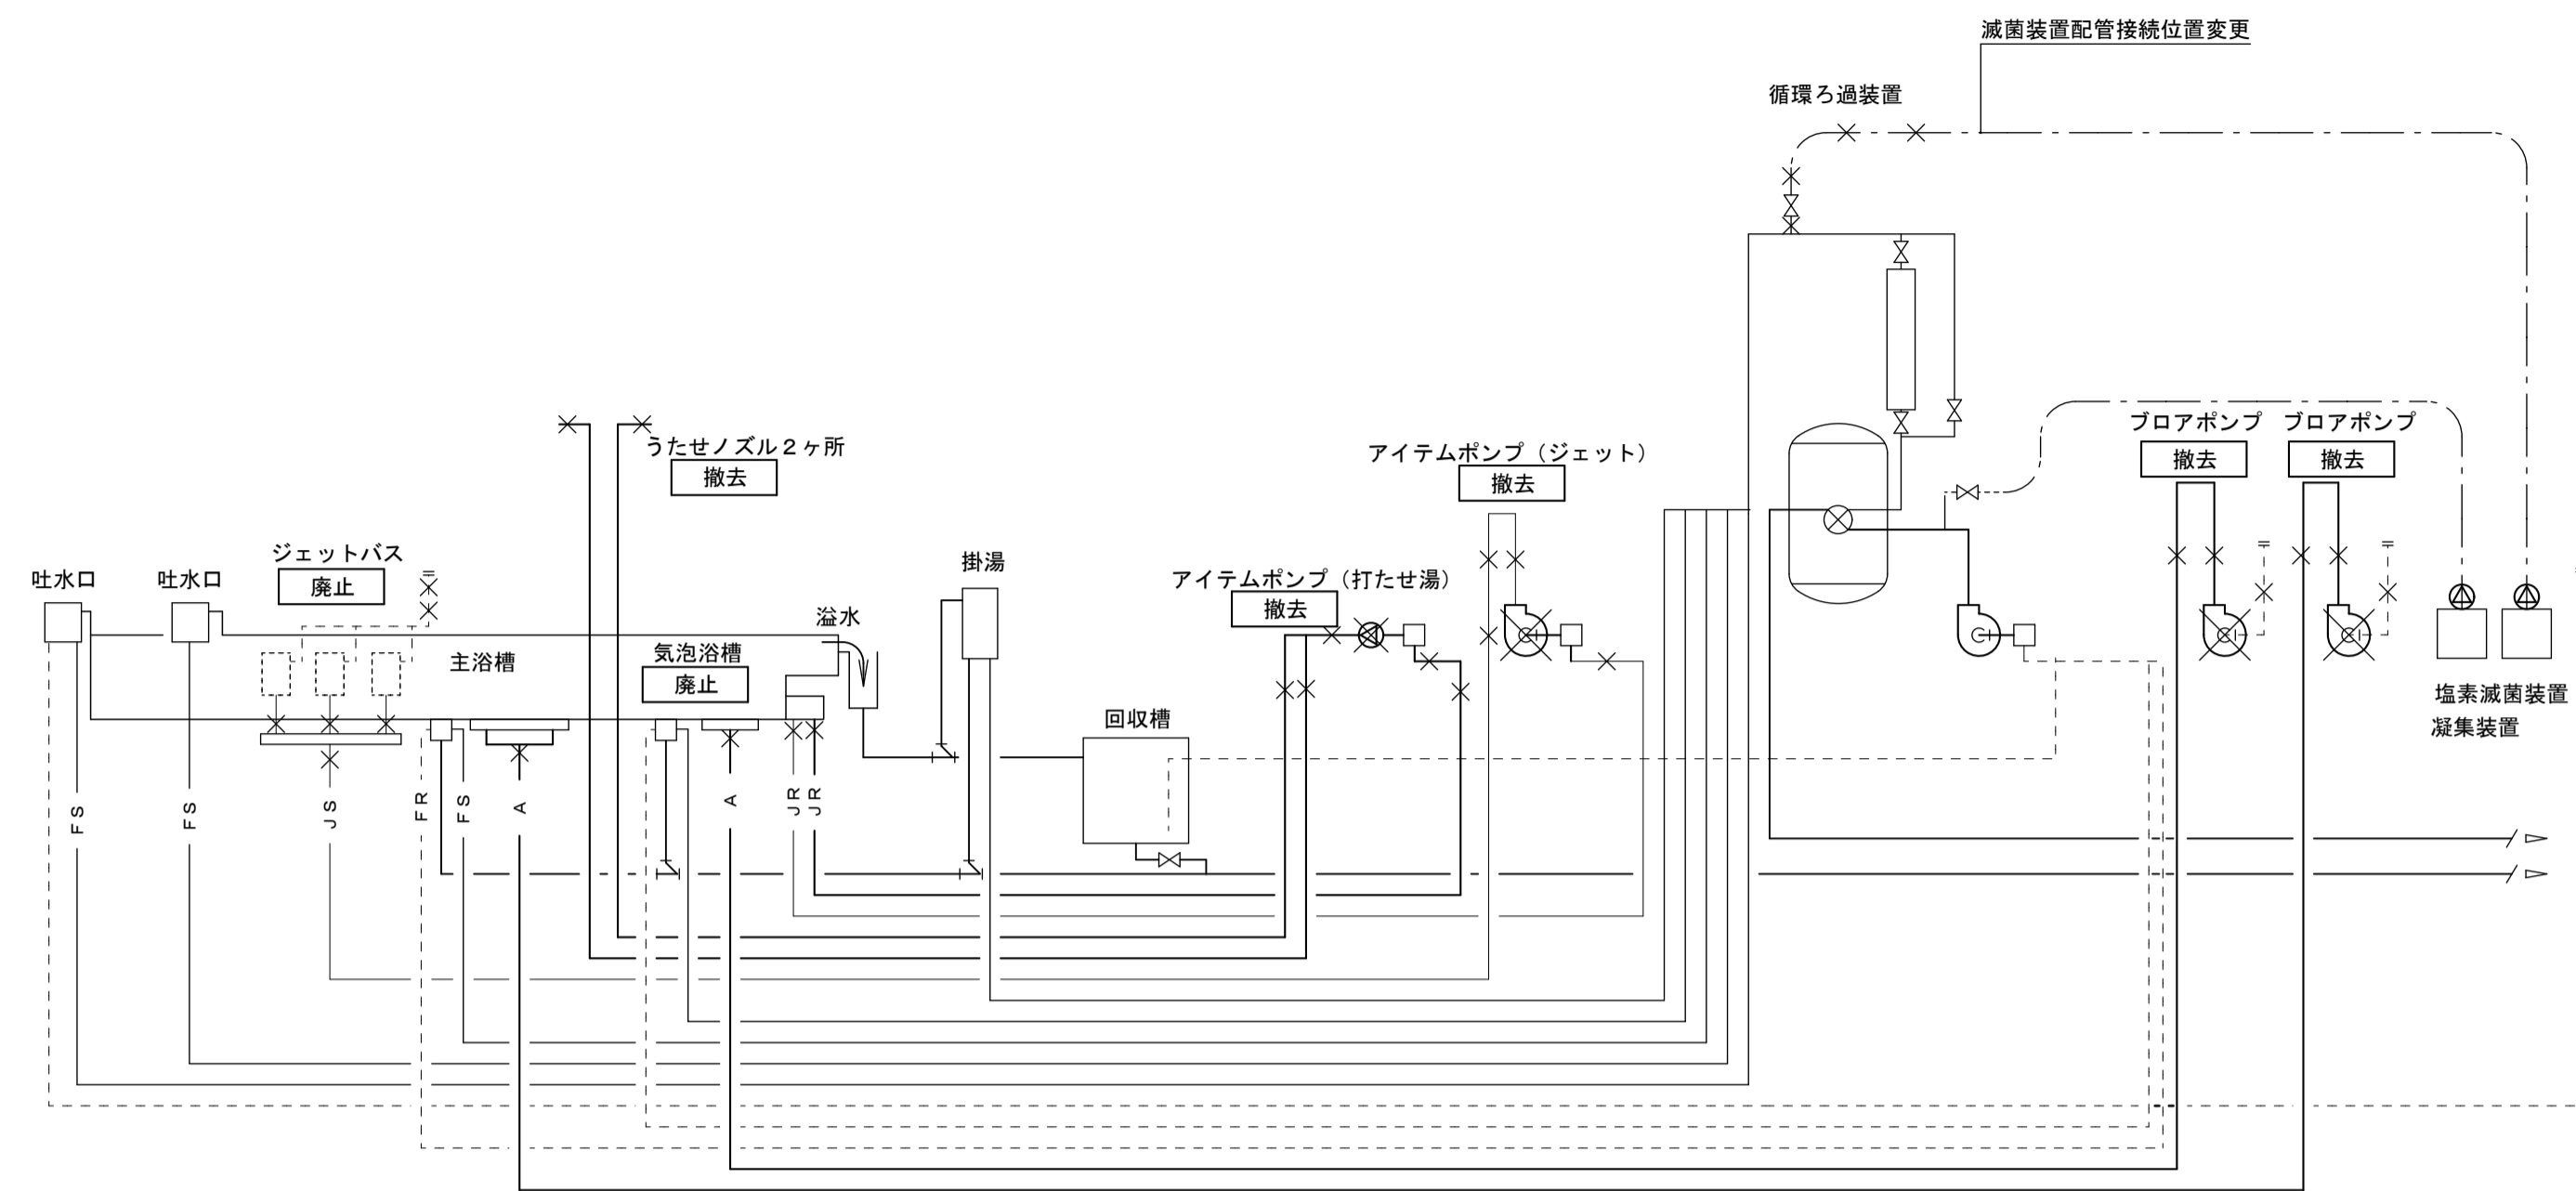 滅菌装置配管接続位置変更
循環ろ過装置
ブロアポンプ
撤去
ブロアポンプ
撤去
うたせノズル２ヶ所
撤去
アイテムポンプ（ジェット）
撤去
ジェットバス
廃止
吐水口
吐水口
掛湯
アイテムポンプ（打たせ湯）
撤去
溢水
主浴槽
気泡浴槽
廃止
回収槽
塩素滅菌装置
凝集装置
ＦＳ
ＦＳ
ＪＳ
ＦＲ
ＦＳ
Ａ
Ａ
ＪＲ
ＪＲ